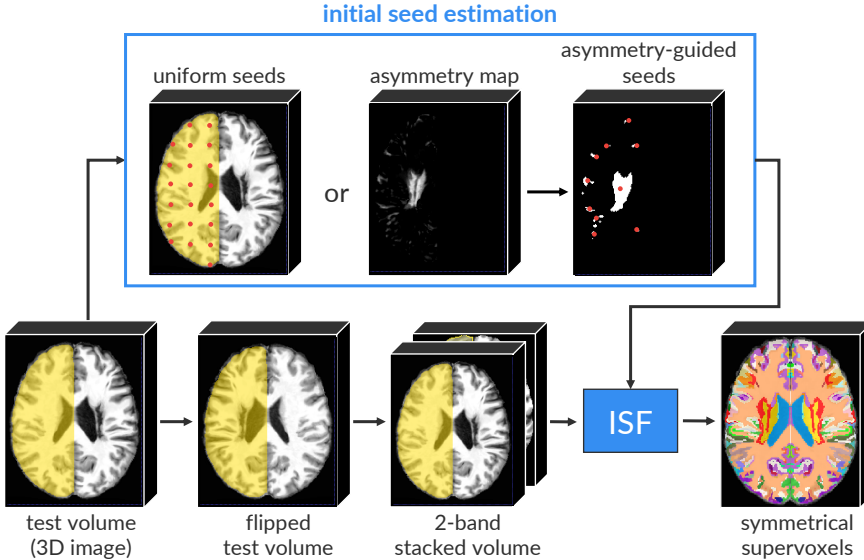 initial seed estimation
uniform seeds
asymmetry map
asymmetry-guided
seeds
or
ISF
test volume
(3D image)
flipped
test volume
2-band
stacked volume
symmetrical
supervoxels